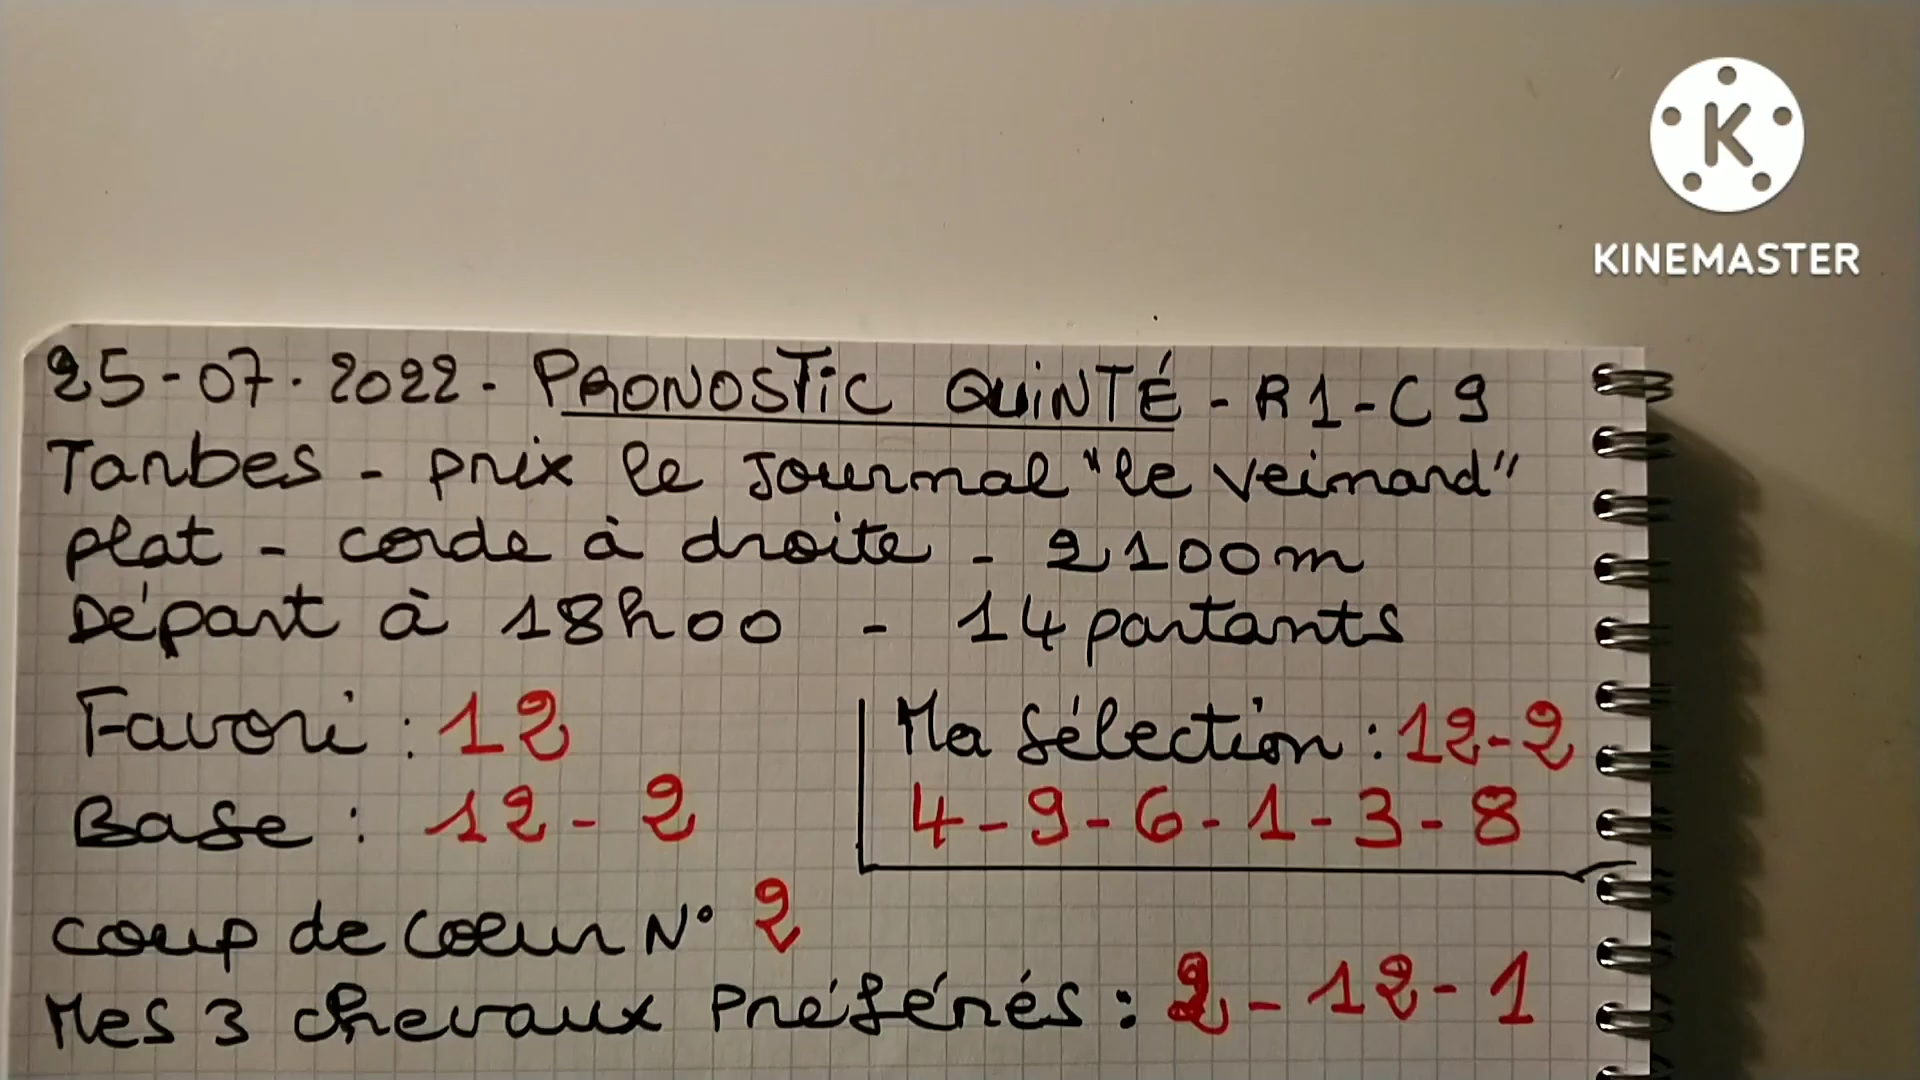 K
KINEMASTER
25-07.2022- PRONOSTIC QUINTÉ - R1-C9
Tarbes - prix le Journal "le Veinard"
plat - corde à droite - 2100m
Départ à 18h00 - 14 partants
Favori : 12
Base : 12 - 2
Ma Sélection : 12-2
4-9-6-1-3-8
coup de coeur N° 2
Mes 3 chevaux Préférés : 2-12-1